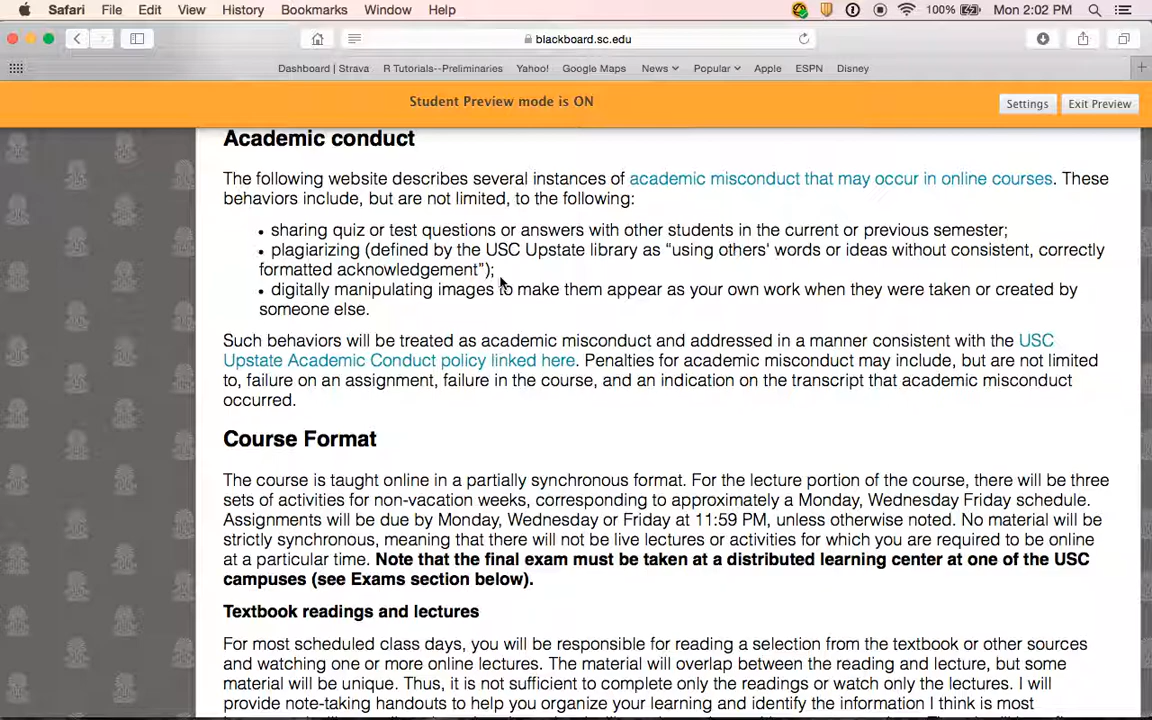 Safari File Edit View History Bookmarks Window Help 100% Mon 2:02 PM
blackboard.sc.edu
Dashboard | Strava R Tutorials--Preliminaries Yahoo! Google Maps News Popular Apple ESPN Disney
Student Preview mode is ON Settings Exit Preview
Academic conduct
The following website describes several instances of academic misconduct that may occur in online courses. These
behaviors include, but are not limited, to the following:
• sharing quiz or test questions or answers with other students in the current or previous semester;
• plagiarizing (defined by the USC Upstate library as “using others' words or ideas without consistent, correctly
formatted acknowledgement”);
• digitally manipulating images to make them appear as your own work when they were taken or created by
someone else.
Such behaviors will be treated as academic misconduct and addressed in a manner consistent with the USC
Upstate Academic Conduct policy linked here. Penalties for academic misconduct may include, but are not limited
to, failure on an assignment, failure in the course, and an indication on the transcript that academic misconduct
occurred.
Course Format
The course is taught online in a partially synchronous format. For the lecture portion of the course, there will be three
sets of activities for non-vacation weeks, corresponding to approximately a Monday, Wednesday Friday schedule.
Assignments will be due by Monday, Wednesday or Friday at 11:59 PM, unless otherwise noted. No material will be
strictly synchronous, meaning that there will not be live lectures or activities for which you are required to be online
at a particular time. Note that the final exam must be taken at a distributed learning center at one of the USC
campuses (see Exams section below).
Textbook readings and lectures
For most scheduled class days, you will be responsible for reading a selection from the textbook or other sources
and watching one or more online lectures. The material will overlap between the reading and lecture, but some
material will be unique. Thus, it is not sufficient to complete only the readings or watch only the lectures. I will
provide note-taking handouts to help you organize your learning and identify the information I think is most